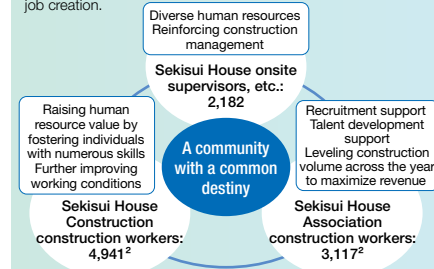 job creation.
Diverse human resources
Reinforcing construction
management
Sekisui House onsite
supervisors, etc.:
2,182
Raising human
resource value by
fostering individuals
with numerous skills
Further improving
working conditions
A community
with a common
destiny
Recruitment support
Talent development
support
Leveling construction
volume across the year
to maximize revenue
Sekisui House
Construction
construction workers:
4,941²
Sekisui House
Association
construction workers:
3,117²